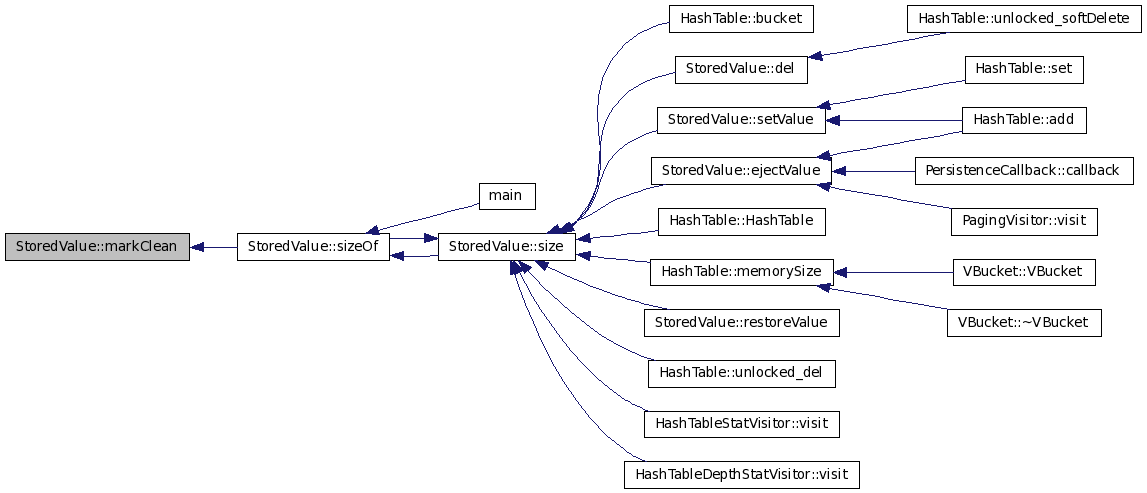 HashTable::bucket
HashTable::unlocked_softDelete
StoredValue::del
HashTable::set
StoredValue::setValue
HashTable::add
StoredValue::ejectValue
PersistenceCallback::callback
main
HashTable::HashTable
PagingVisitor::visit
StoredValue::markClean
StoredValue::sizeOf
StoredValue::size
HashTable::memorySize
VBucket::VBucket
StoredValue::restoreValue
VBucket::~VBucket
HashTable::unlocked_del
HashTableStatVisitor::visit
HashTableDepthStatVisitor::visit